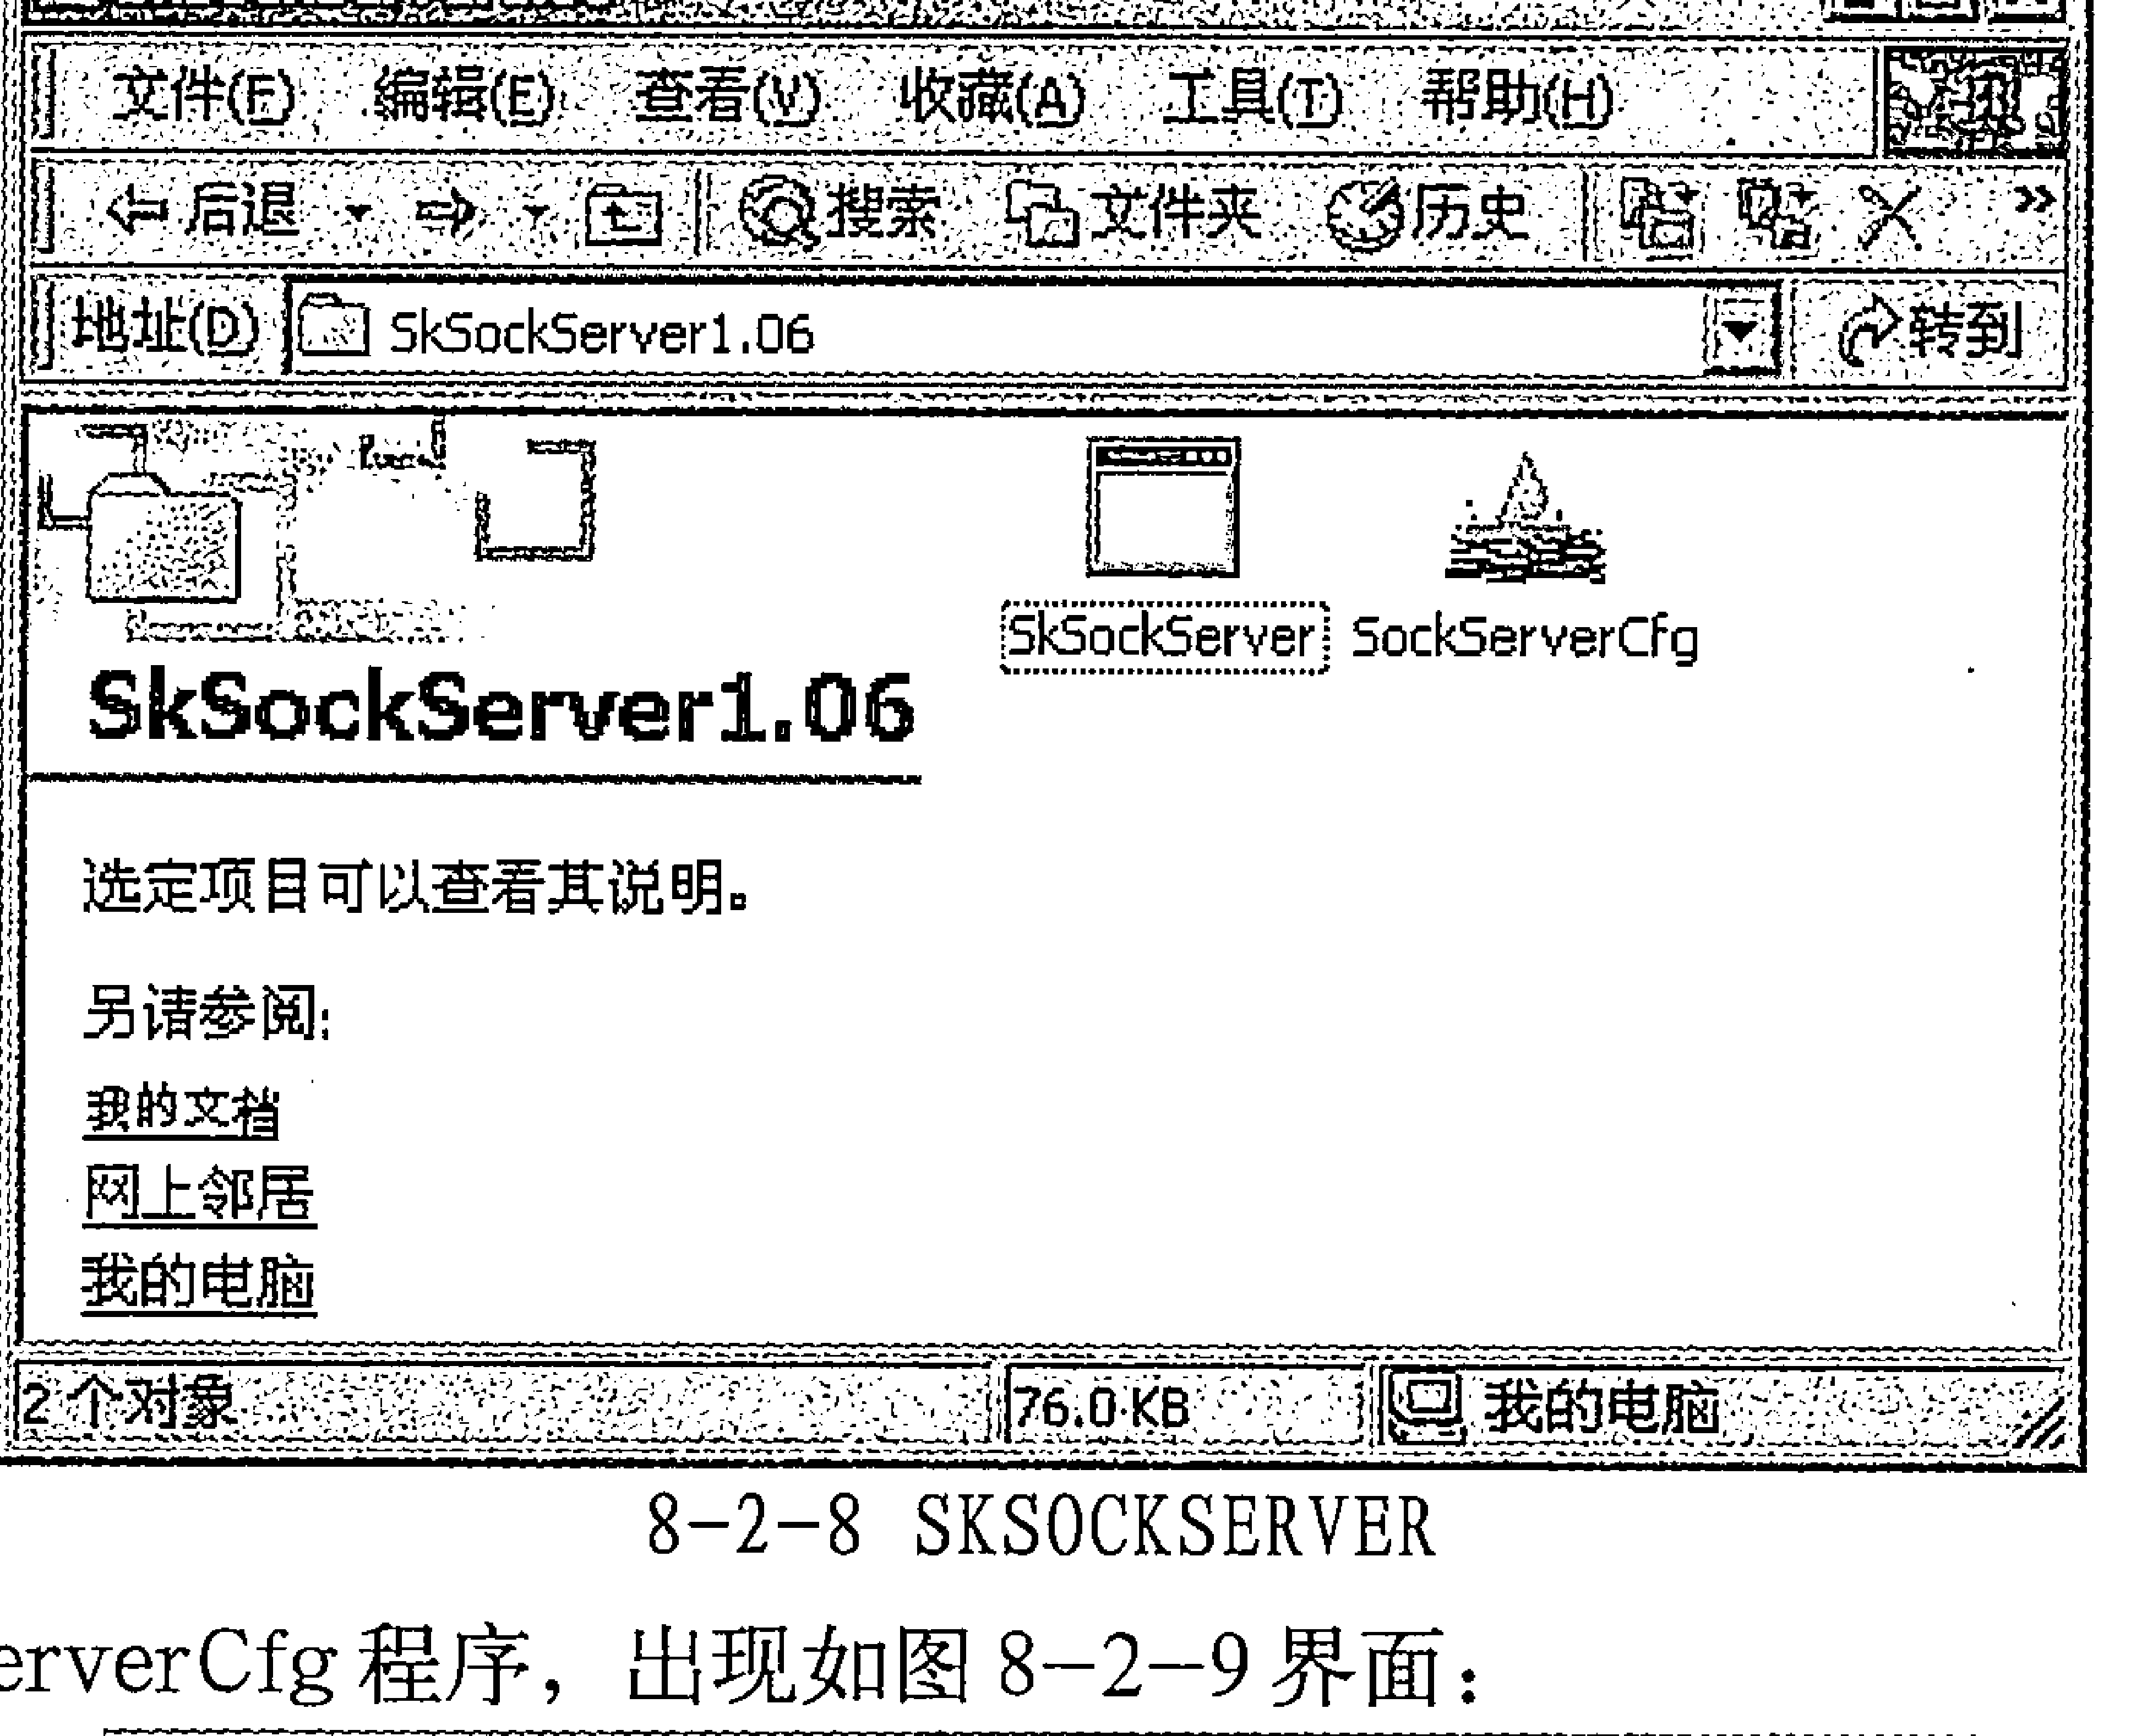 文件(F) 编辑(E) 查看(V) 收藏(A) 工具(T) 帮助(H)
后退 搜索 文件夹 历史 »
地址(D) SkSockServer1.06 转到
SkSockServer SockServerCfg
SkSockServer1.06
选定项目可以查看其说明。
另请参阅:
我的文档
网上邻居
我的电脑
2 个对象 76.0 KB 我的电脑
8-2-8 SKSOCKSERVER
erverCfg 程序，出现如图 8-2-9 界面：